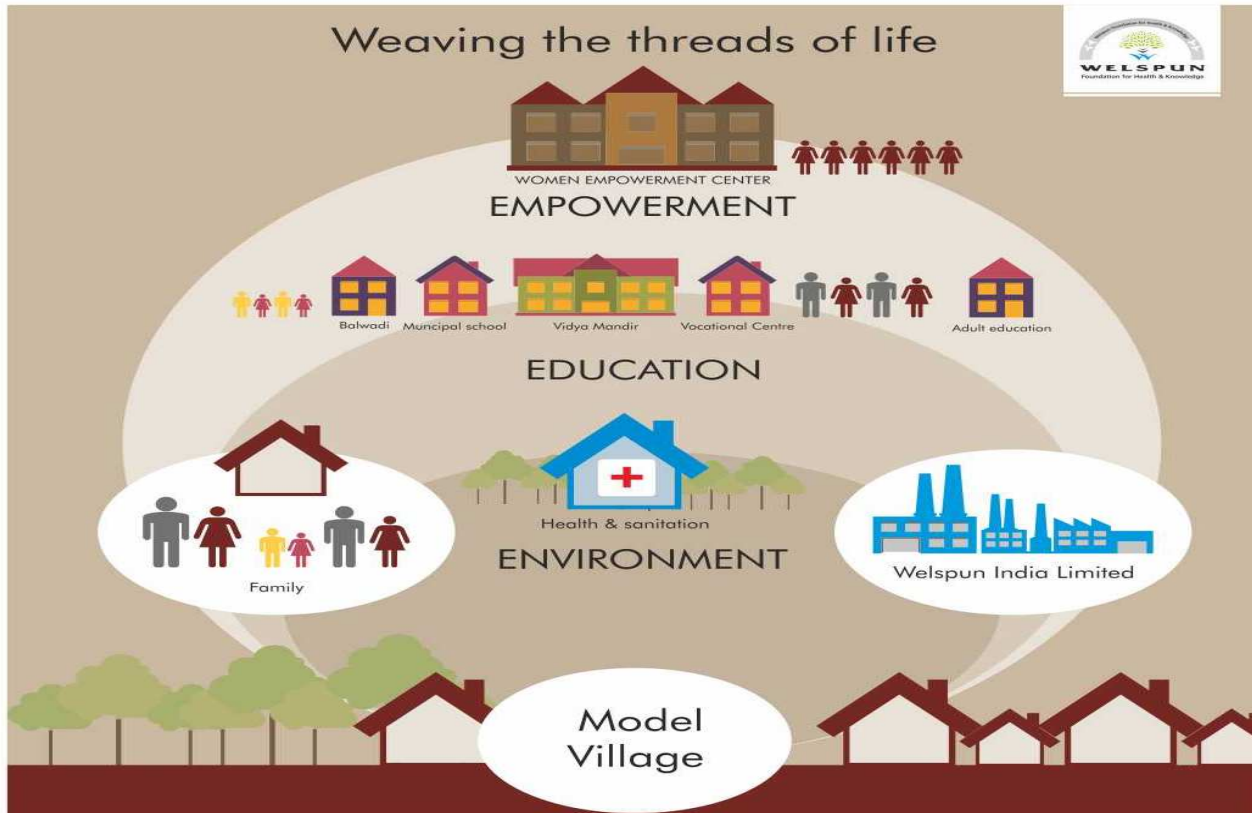 Weaving the threads of life
WELSPUN
Foundation for Health & Knowledge
WOMEN EMPOWERMENT CENTER
EMPOWERMENT
Balwadi
Muncipal school
Vidya Mandir
Vocational Centre
Adult education
EDUCATION
Health & sanitation
ENVIRONMENT
Family
Welspun India Limited
Model
Village